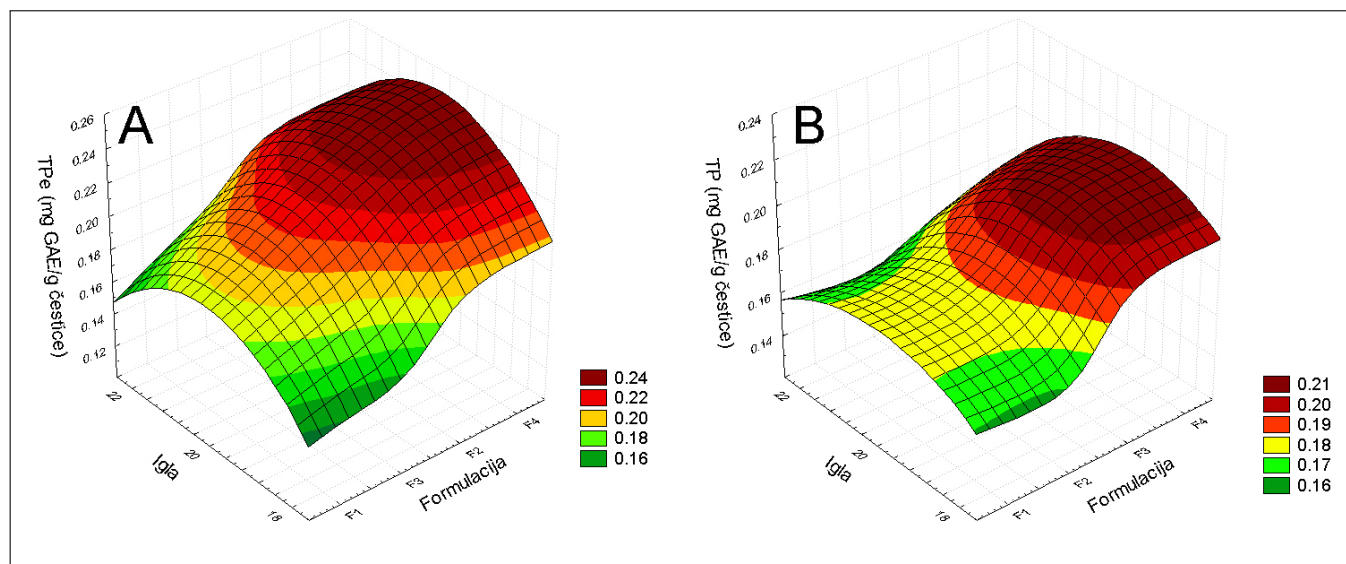 A
TPe (mg GAE/g čestice)
0.26
0.24
0.22
0.20
0.18
0.16
0.14
0.12
22
20
18
Igla
F1
F3
F2
F4
Formulacija
0.24
0.22
0.20
0.18
0.16
B
TP (mg GAE/g čestice)
0.24
0.22
0.20
0.18
0.16
0.14
22
20
18
Igla
F1
F2
F3
F4
Formulacija
0.21
0.20
0.19
0.18
0.17
0.16